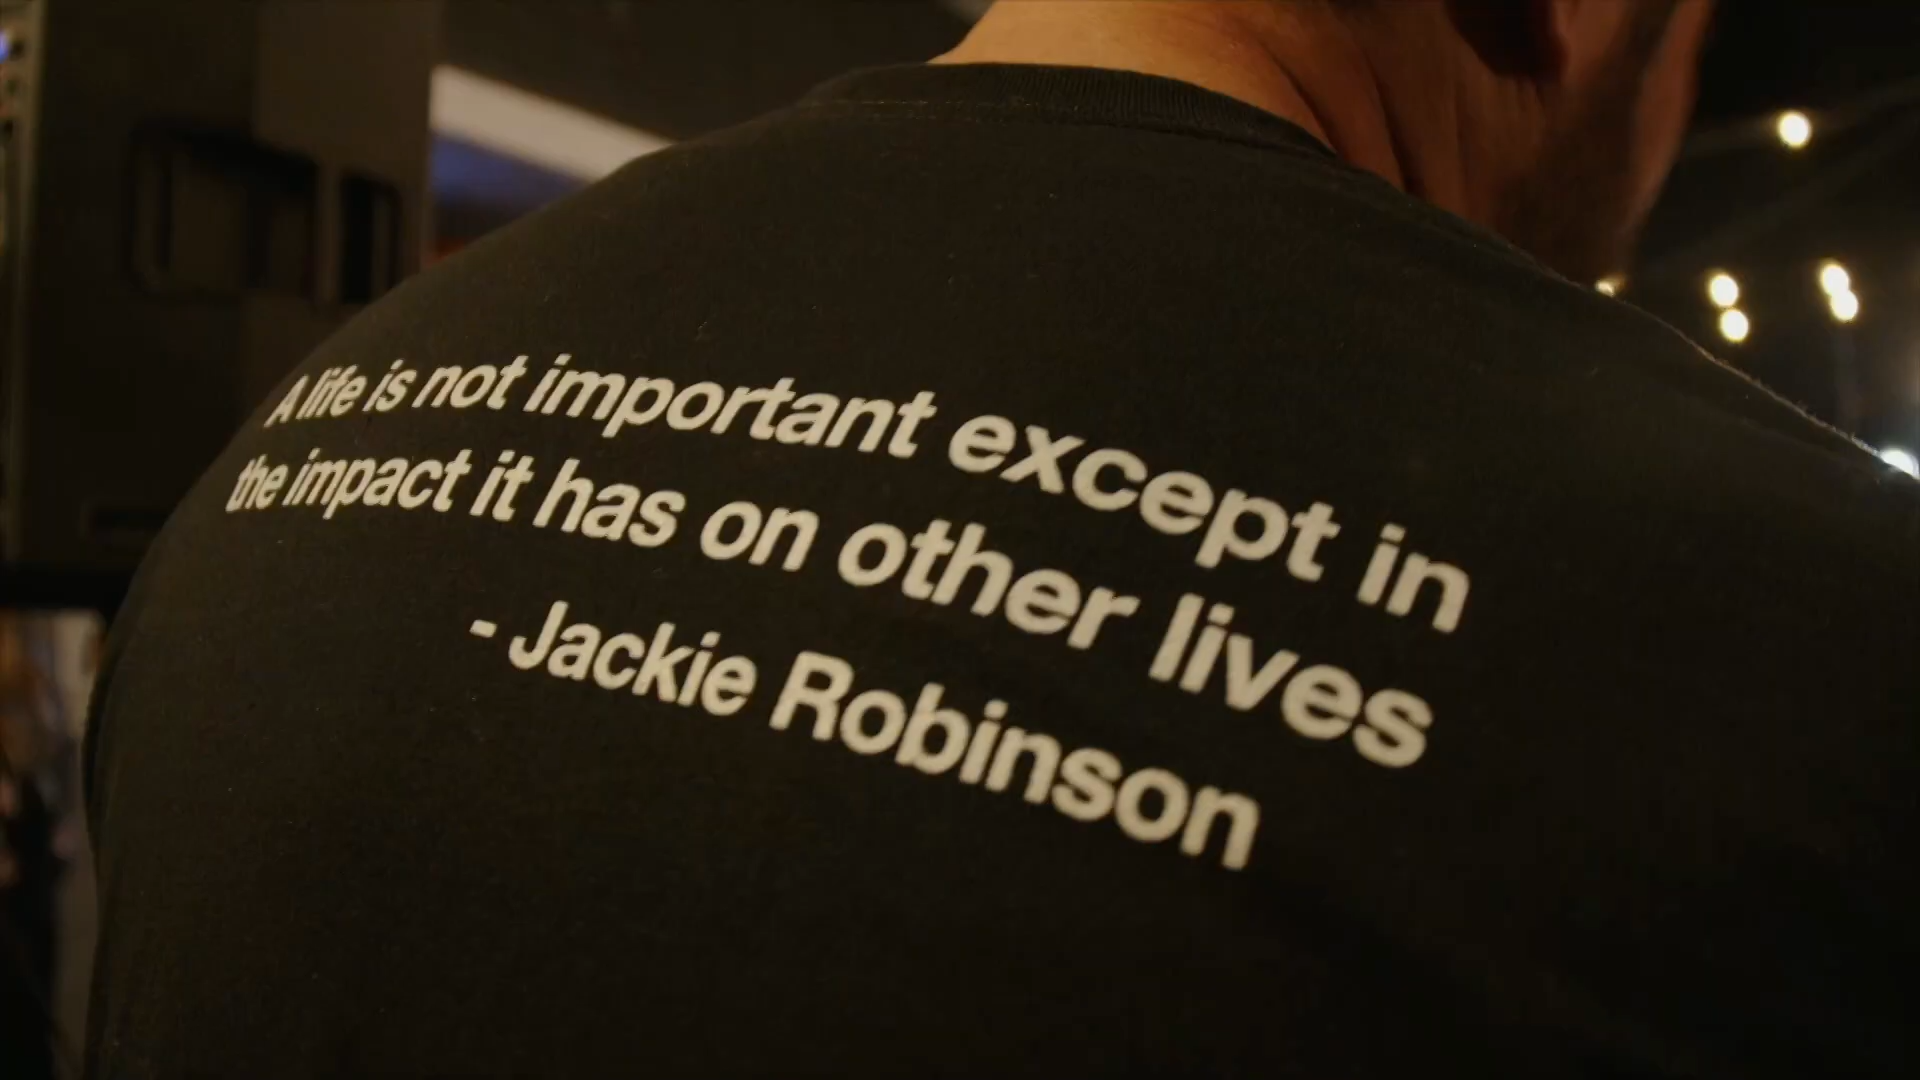 A life is not important except in
the impact it has on other lives
- Jackie Robinson